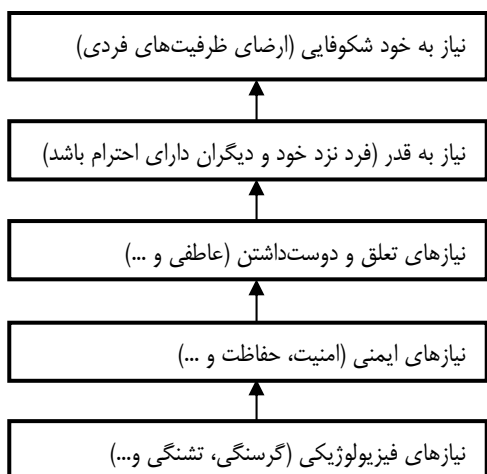 نیاز به خود شکوفایی (ارضای ظرفیت‌های فردی)
نیاز به قدر (فرد نزد خود و دیگران دارای احترام باشد)
نیازهای تعلق و دوست‌داشتن (عاطفی و ...)
نیازهای ایمنی (امنیت، حفاظت و ...)
نیازهای فیزیولوژیکی (گرسنگی، تشنگی و...)